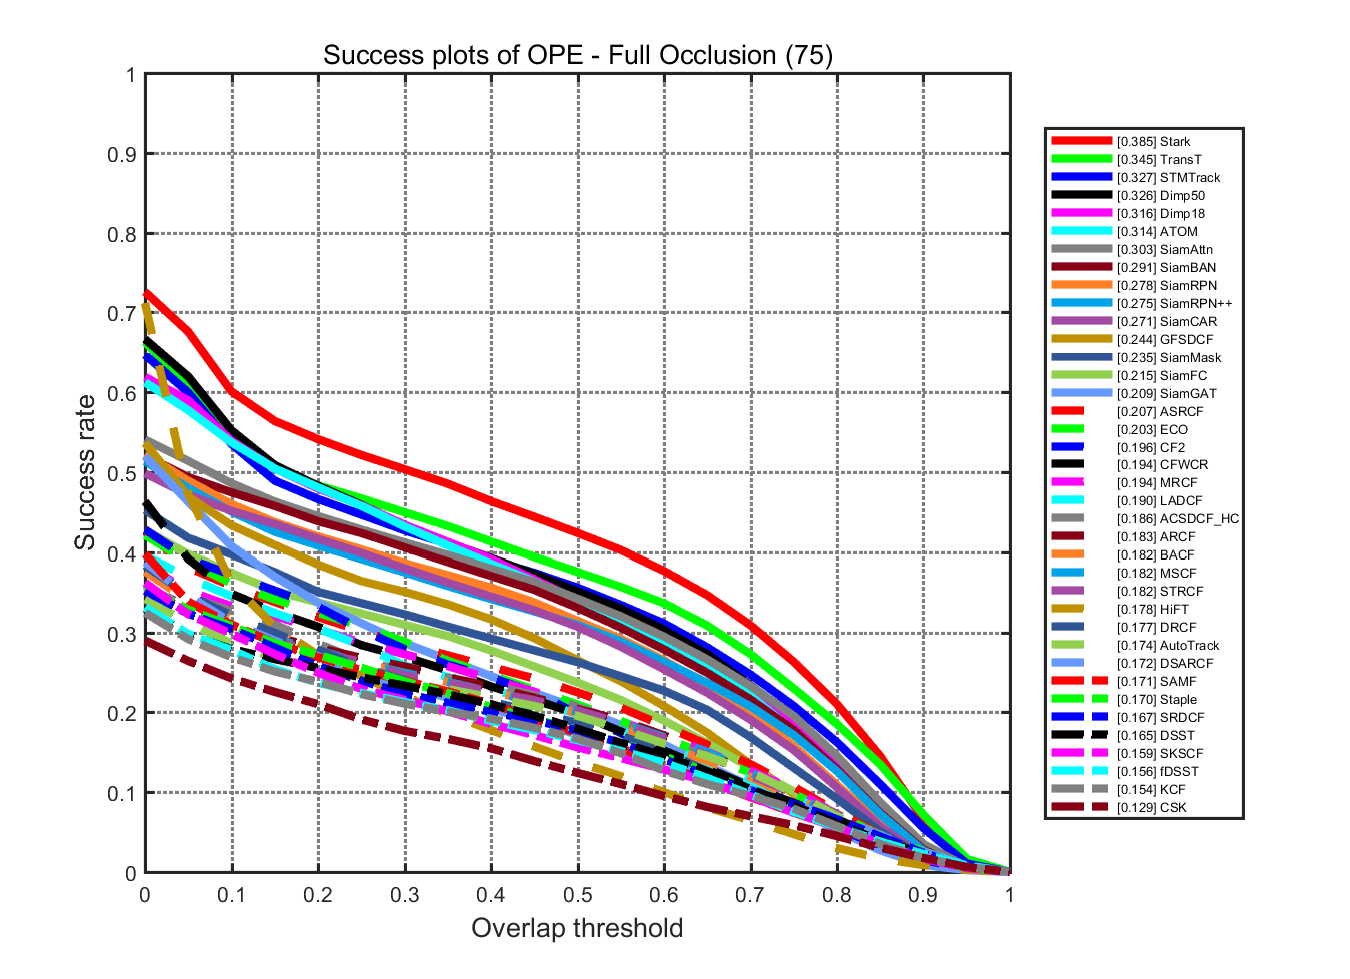 Success plots of OPE - Full Occlusion (75)
1
0.9
0.8
0.7
0.6
0.5
0.4
0.3
0.2
0.1
0
Success rate
0 0.1 0.2 0.3 0.4 0.5 0.6 0.7 0.8 0.9 1
Overlap threshold
[0.385] Stark
[0.345] TransT
[0.327] STMTrack
[0.326] Dimp50
[0.316] Dimp18
[0.314] ATOM
[0.303] SiamAttn
[0.291] SiamBAN
[0.278] SiamRPN
[0.275] SiamRPN++
[0.271] SiamCAR
[0.244] GFSDCF
[0.235] SiamMask
[0.215] SiamFC
[0.209] SiamGAT
[0.207] ASRCF
[0.203] ECO
[0.196] CF2
[0.194] CFWCR
[0.194] MRCF
[0.190] LADCF
[0.186] ACSDCF_HC
[0.183] ARCF
[0.182] BACF
[0.182] MSCF
[0.182] STRCF
[0.178] HiFT
[0.177] DRCF
[0.174] AutoTrack
[0.172] DSARCF
[0.171] SAMF
[0.170] Staple
[0.167] SRDCF
[0.165] DSST
[0.159] SKSCF
[0.156] fDSST
[0.154] KCF
[0.129] CSK